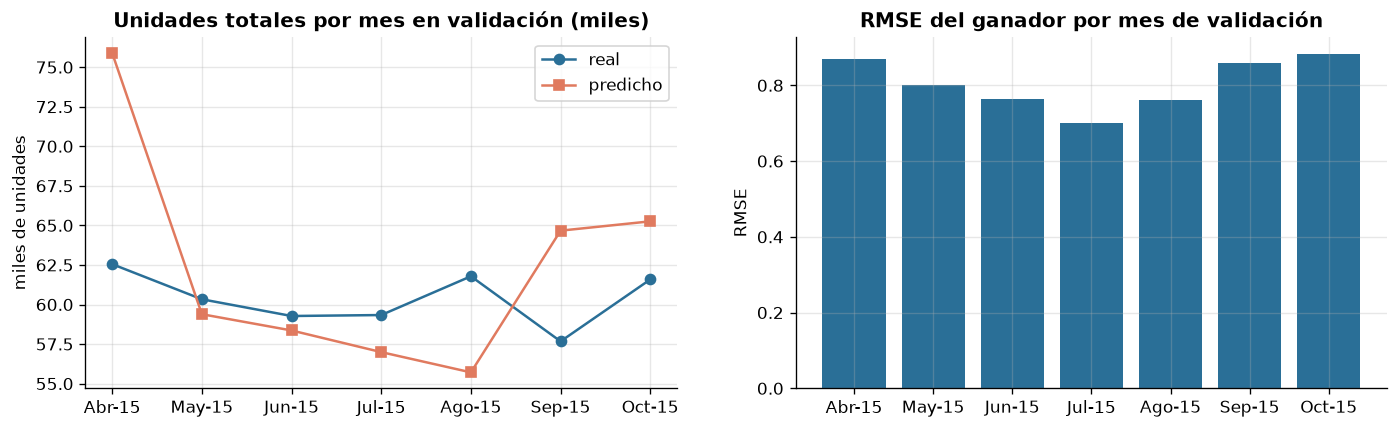 Unidades totales por mes en validación (miles)
real
predicho
miles de unidades
75.0
72.5
70.0
67.5
65.0
62.5
60.0
57.5
55.0
Abr-15 May-15 Jun-15 Jul-15 Ago-15 Sep-15 Oct-15
RMSE del ganador por mes de validación
RMSE
0.8
0.6
0.4
0.2
0.0
Abr-15 May-15 Jun-15 Jul-15 Ago-15 Sep-15 Oct-15